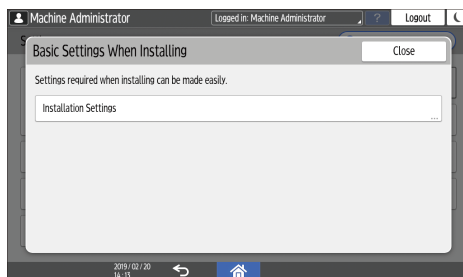 Machine Administrator
Logged in: Machine Administrator
?
Logout
Basic Settings When Installing
Close
Settings required when installing can be made easily.
Installation Settings
...
2019/02/20
14:13